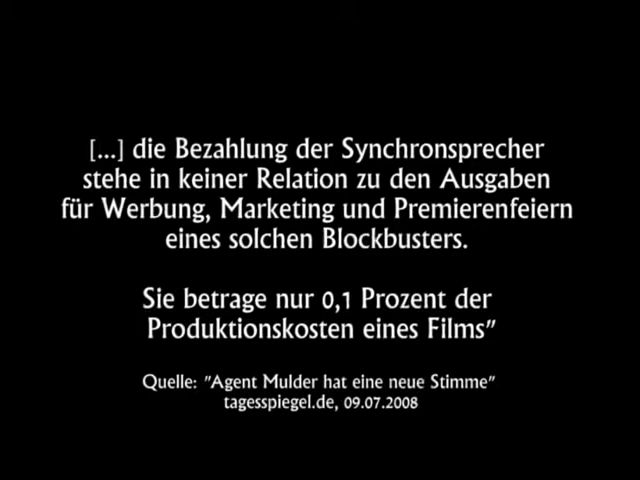 [...] die Bezahlung der Synchronsprecher
stehe in keiner Relation zu den Ausgaben
für Werbung, Marketing und Premierenfeiern
eines solchen Blockbusters.
Sie betrage nur 0,1 Prozent der
Produktionskosten eines Films"
Quelle: "Agent Mulder hat eine neue Stimme"
tagesspiegel.de, 09.07.2008